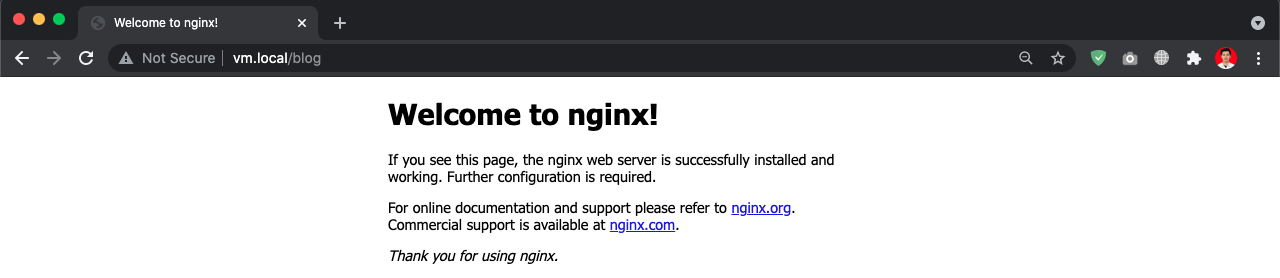 Welcome to nginx!
Not Secure vm.local/blog
Welcome to nginx!
If you see this page, the nginx web server is successfully installed and
working. Further configuration is required.
For online documentation and support please refer to nginx.org.
Commercial support is available at nginx.com.
Thank you for using nginx.